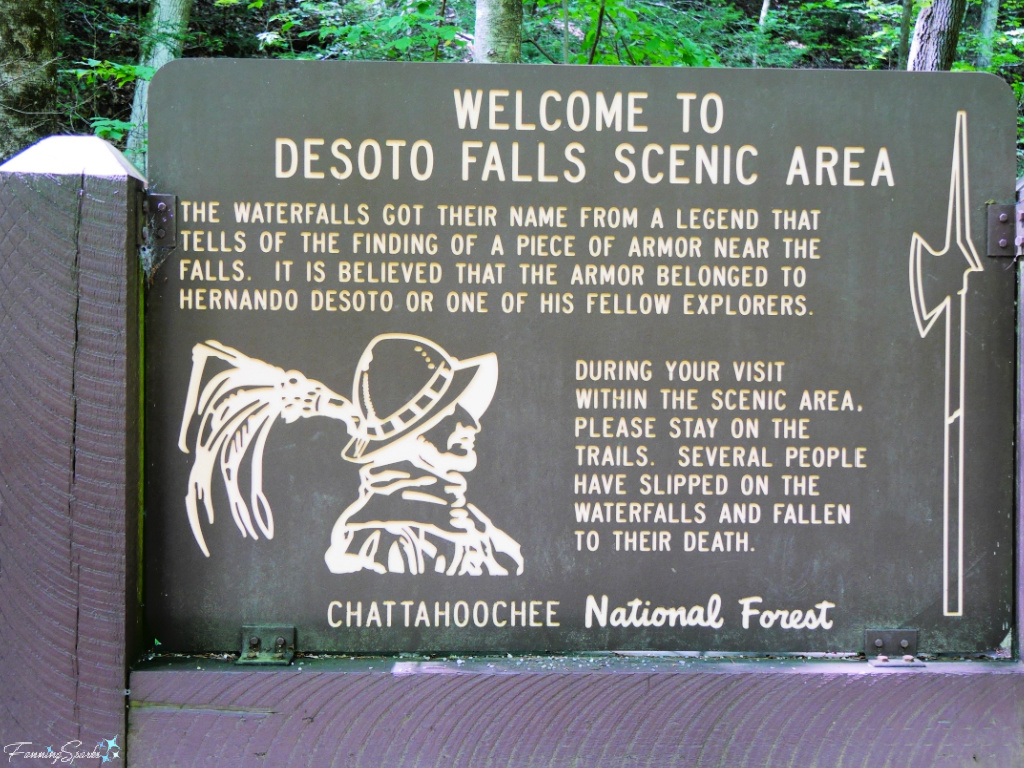 WELCOME TO
DESOTO FALLS SCENIC AREA
THE WATERFALLS GOT THEIR NAME FROM A LEGEND THAT
TELLS OF THE FINDING OF A PIECE OF ARMOR NEAR THE
FALLS. IT IS BELIEVED THAT THE ARMOR BELONGED TO
HERNANDO DESOTO OR ONE OF HIS FELLOW EXPLORERS.
DURING YOUR VISIT
WITHIN THE SCENIC AREA,
PLEASE STAY ON THE
TRAILS. SEVERAL PEOPLE
HAVE SLIPPED ON THE
WATERFALLS AND FALLEN
TO THEIR DEATH.
CHATTAHOOCHEE National Forest
FanningSparks